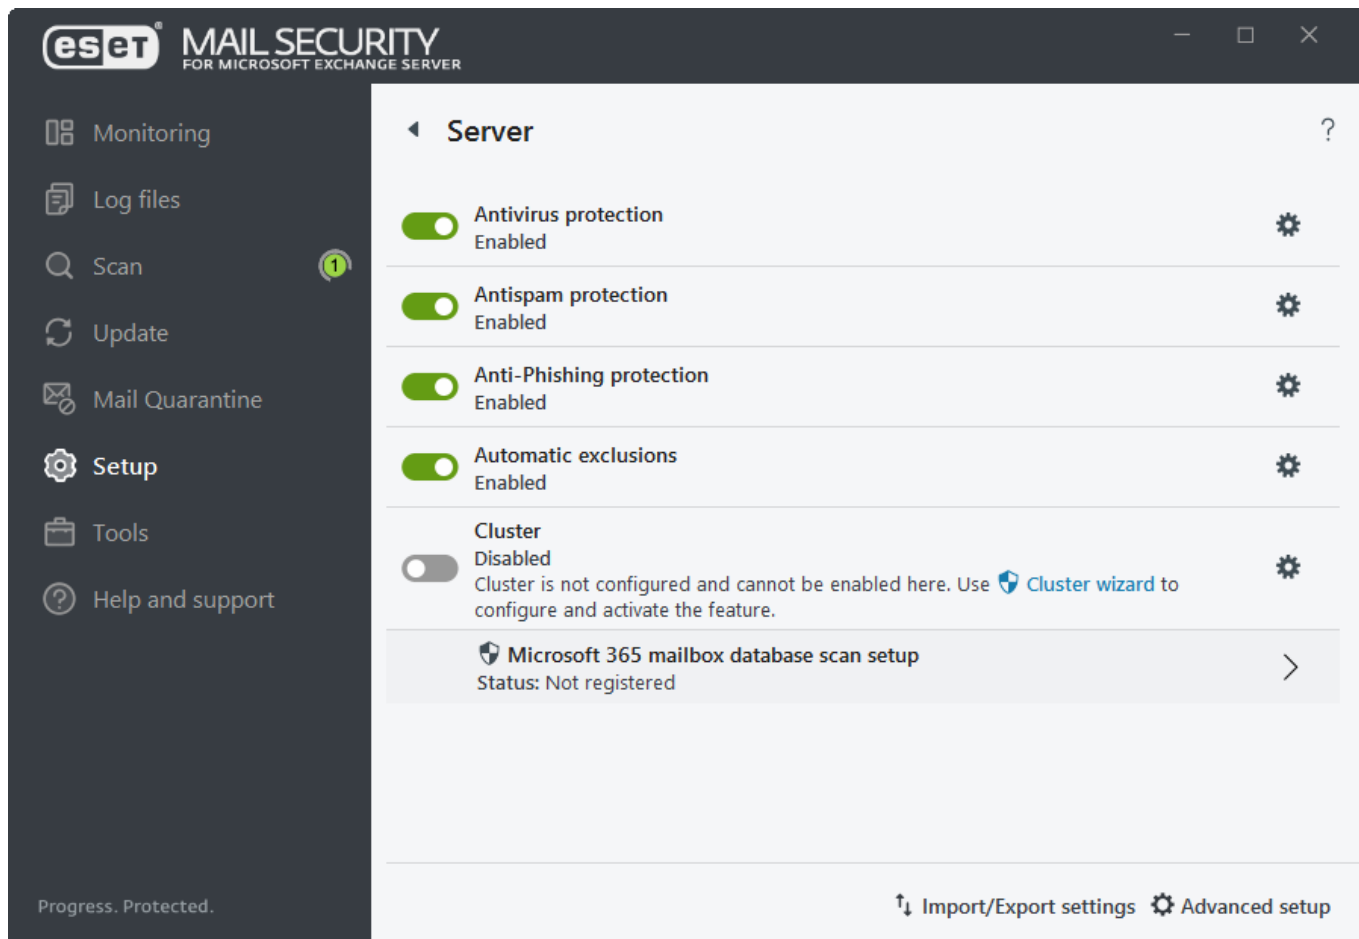 eset® MAIL SECURITY
FOR MICROSOFT EXCHANGE SERVER
Monitoring
Log files
Scan 1
Update
Mail Quarantine
Setup
Tools
Help and support
Progress. Protected.
Server ?
Antivirus protection
Enabled
Antispam protection
Enabled
Anti-Phishing protection
Enabled
Automatic exclusions
Enabled
Cluster
Disabled
Cluster is not configured and cannot be enabled here. Use Cluster wizard to
configure and activate the feature.
Microsoft 365 mailbox database scan setup
Status: Not registered
Import/Export settings Advanced setup